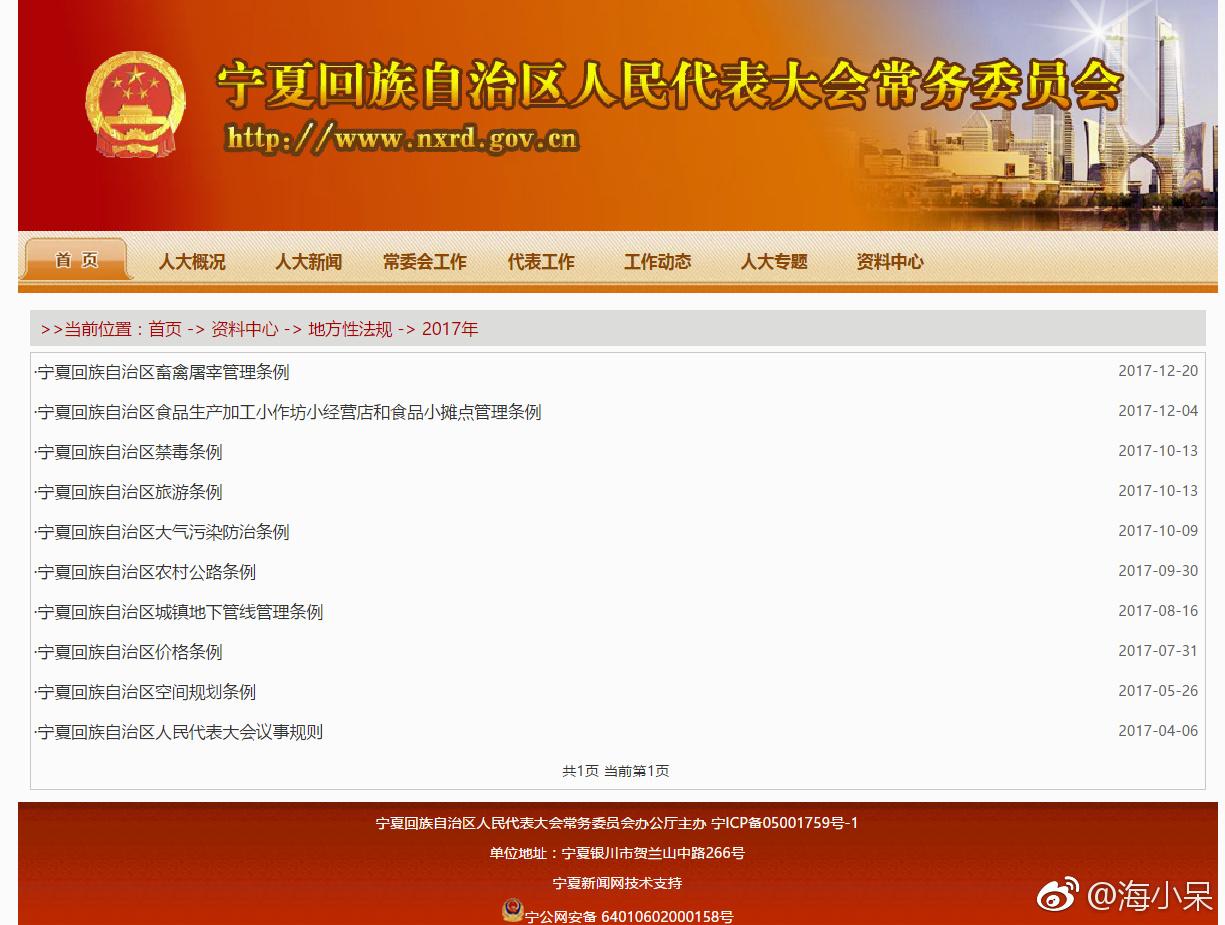 宁夏回族自治区人民代表大会常务委员会
http://www.nxrd.gov.cn
首 页 人大概况 人大新闻 常委会工作 代表工作 工作动态 人大专题 资料中心
>>当前位置：首页 -> 资料中心 -> 地方性法规 -> 2017年
·宁夏回族自治区畜禽屠宰管理条例 2017-12-20
·宁夏回族自治区食品生产加工小作坊小经营店和食品小摊点管理条例 2017-12-04
·宁夏回族自治区禁毒条例 2017-10-13
·宁夏回族自治区旅游条例 2017-10-13
·宁夏回族自治区大气污染防治条例 2017-10-09
·宁夏回族自治区农村公路条例 2017-09-30
·宁夏回族自治区城镇地下管线管理条例 2017-08-16
·宁夏回族自治区价格条例 2017-07-31
·宁夏回族自治区空间规划条例 2017-05-26
·宁夏回族自治区人民代表大会议事规则 2017-04-06
共1页 当前第1页
宁夏回族自治区人民代表大会常务委员会办公厅主办 宁ICP备05001759号-1
单位地址：宁夏银川市贺兰山中路266号
宁夏新闻网技术支持
宁公网安备 64010602000158号
@海小呆